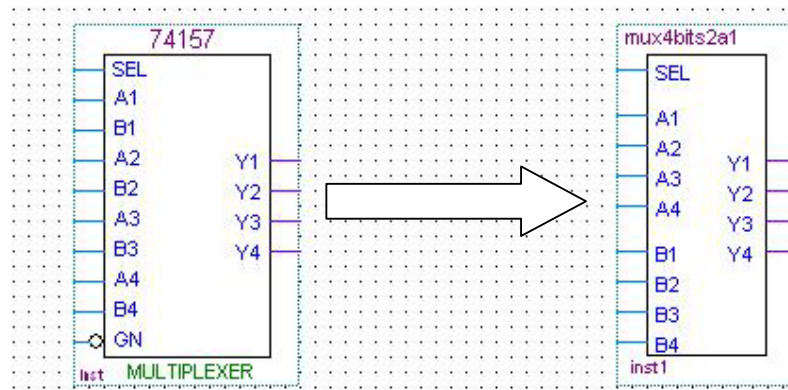 74157
SEL
A1
B1
A2
B2
A3
B3
A4
B4
GN
Y1
Y2
Y3
Y4
inst
MULTIPLEXER
mux4bits2a1
SEL
A1
A2
A3
A4
B1
B2
B3
B4
Y1
Y2
Y3
Y4
inst1